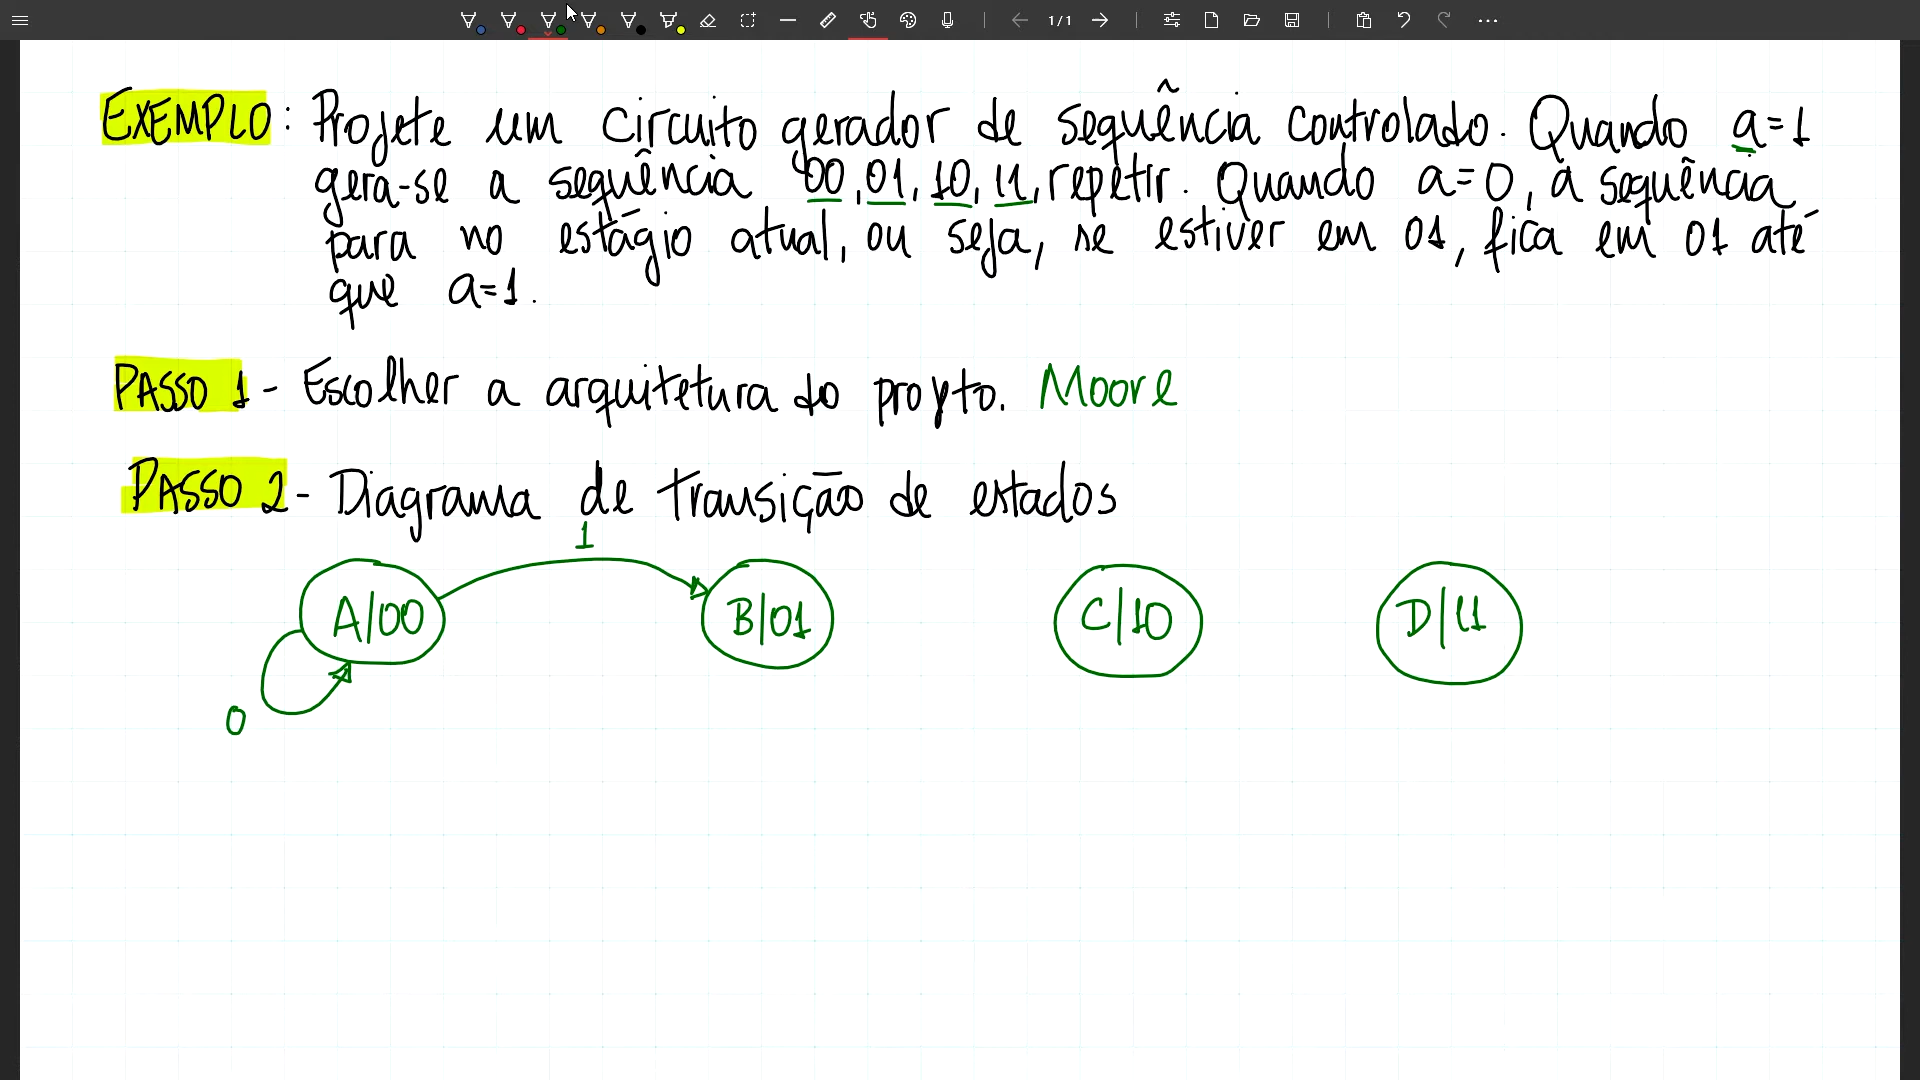 1/1
EXEMPLO: Projete um circuito gerador de sequência controlado. Quando a=1
gera-se a sequência 00, 01, 10, 11, repetir. Quando a=0, a sequência
para no estágio atual, ou seja, se estiver em 01, fica em 01 até
que a=1.
PASSO 1 - Escolher a arquitetura do projeto. Moore
PASSO 2 - Diagrama de transição de estados
1
A/00 B/01 C/10 D/11
0